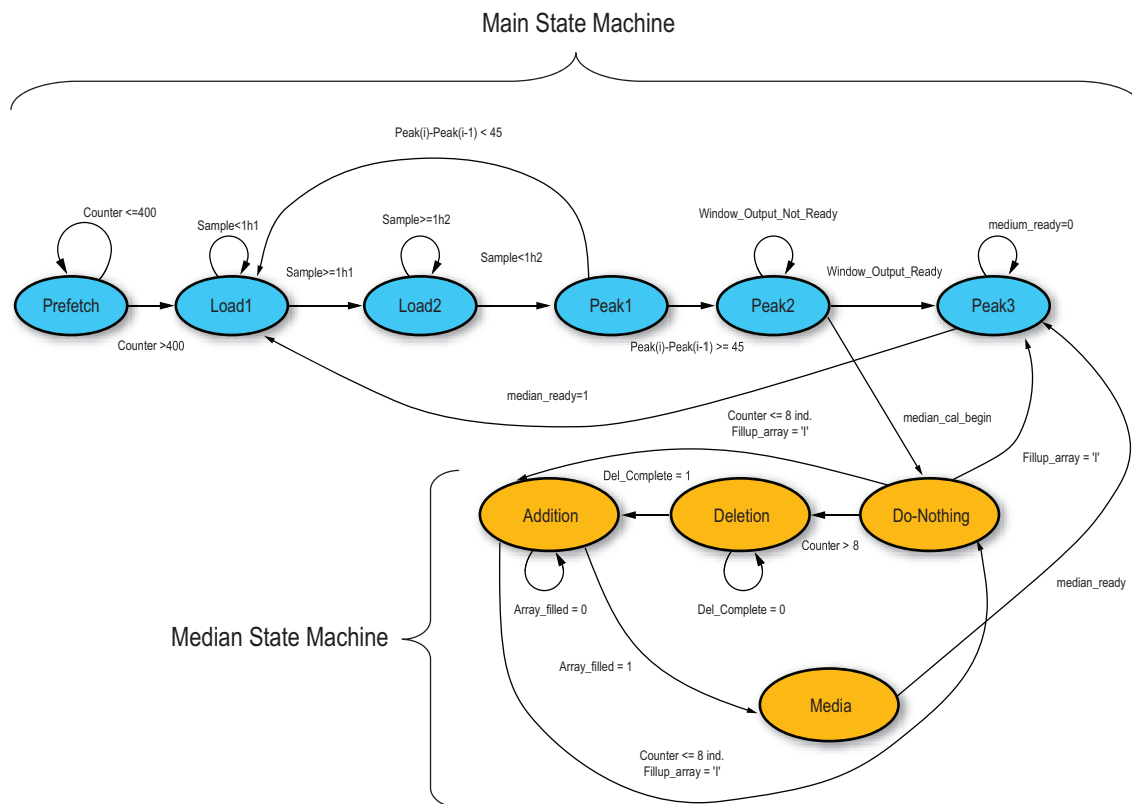 Main State Machine
Peak(i)-Peak(i-1) < 45
Counter <=400
Sample<1h1
Sample>=1h2
Window_Output_Not_Ready
medium_ready=0
Sample>=1h1
Sample<1h2
Window_Output_Ready
Prefetch
Load1
Load2
Peak1
Peak2
Peak3
Counter >400
Peak(i)-Peak(i-1) >= 45
median_ready=1
Counter <= 8 ind.
Fillup_array = 'I'
median_cal_begin
Fillup_array = 'I'
Del_Complete = 1
Addition
Deletion
Do-Nothing
Counter > 8
Array_filled = 0
Del_Complete = 0
median_ready
Median State Machine
Array_filled = 1
Media
Counter <= 8 ind.
Fillup_array = 'I'